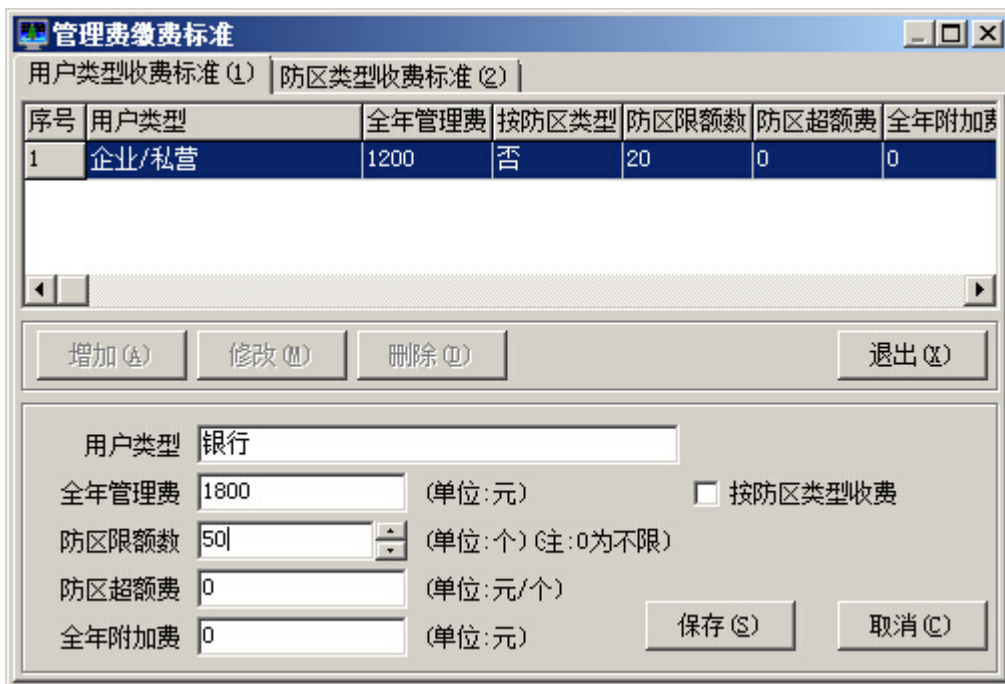 管理费缴费标准
用户类型收费标准(1) 防区类型收费标准(2)
序号 用户类型 全年管理费 按防区类型 防区限额数 防区超额费 全年附加费
1 企业/私营 1200 否 20 0 0
增加(A) 修改(M) 删除(D) 退出(X)
用户类型 银行
全年管理费 1800 (单位:元) 按防区类型收费
防区限额数 50 (单位:个)(注:0为不限)
防区超额费 0 (单位:元/个)
全年附加费 0 (单位:元) 保存(S) 取消(C)